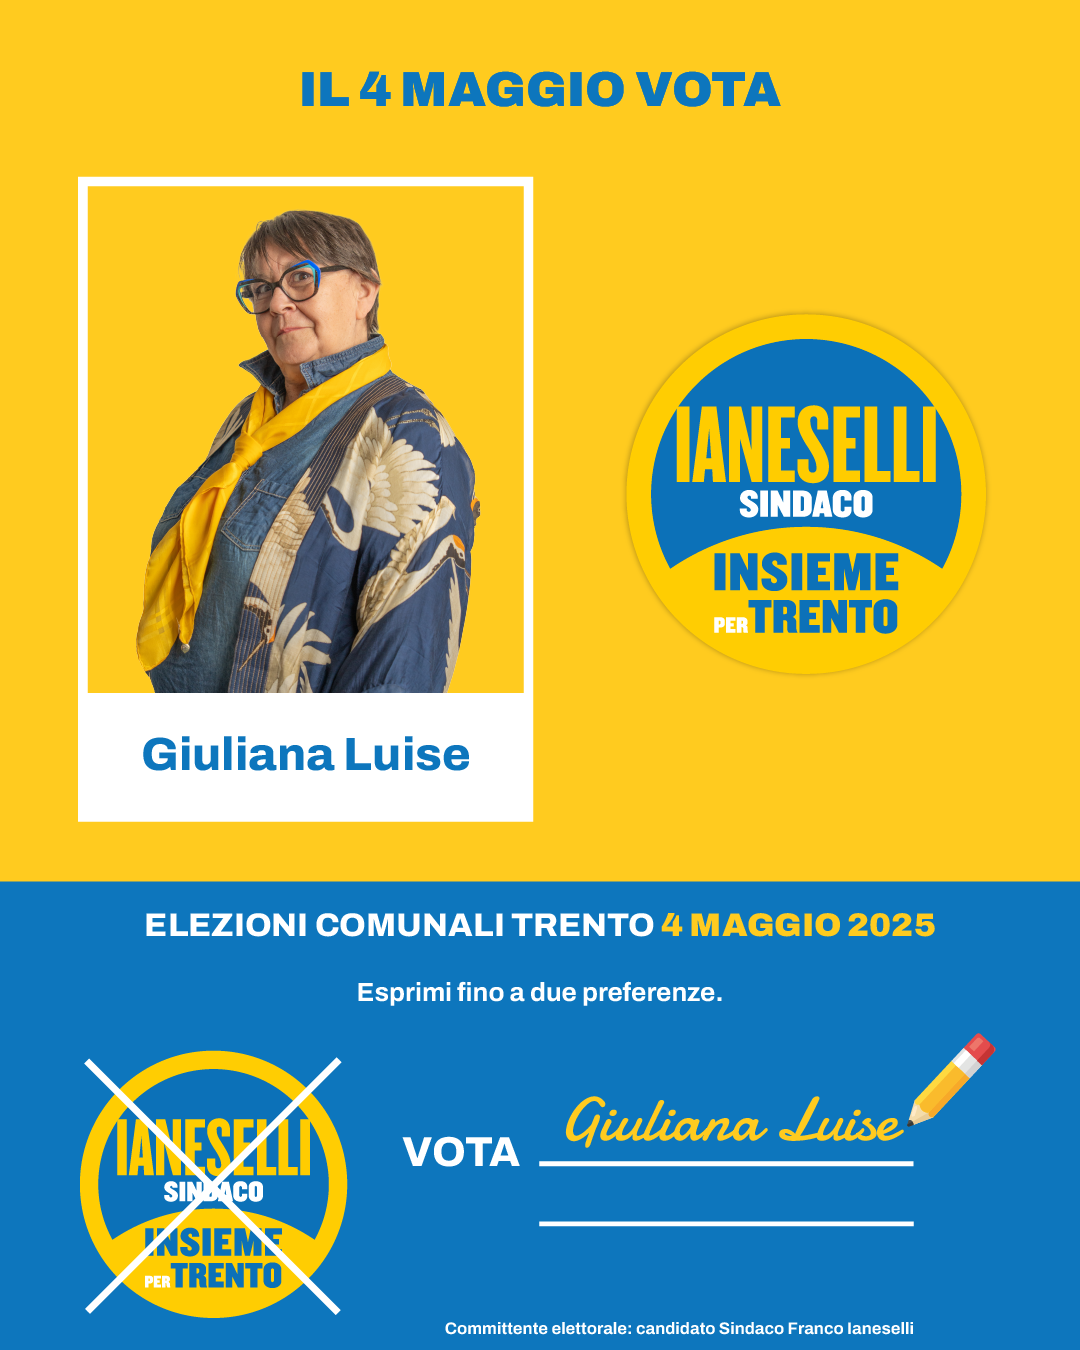 IL 4 MAGGIO VOTA
IANESELLI
SINDACO
INSIEME
PER TRENTO
Giuliana Luise
ELEZIONI COMUNALI TRENTO 4 MAGGIO 2025
Esprimi fino a due preferenze.
IANESELLI
SINDACO
INSIEME
PER TRENTO
VOTA
Giuliana Luise
Committente elettorale: candidato Sindaco Franco Ianeselli